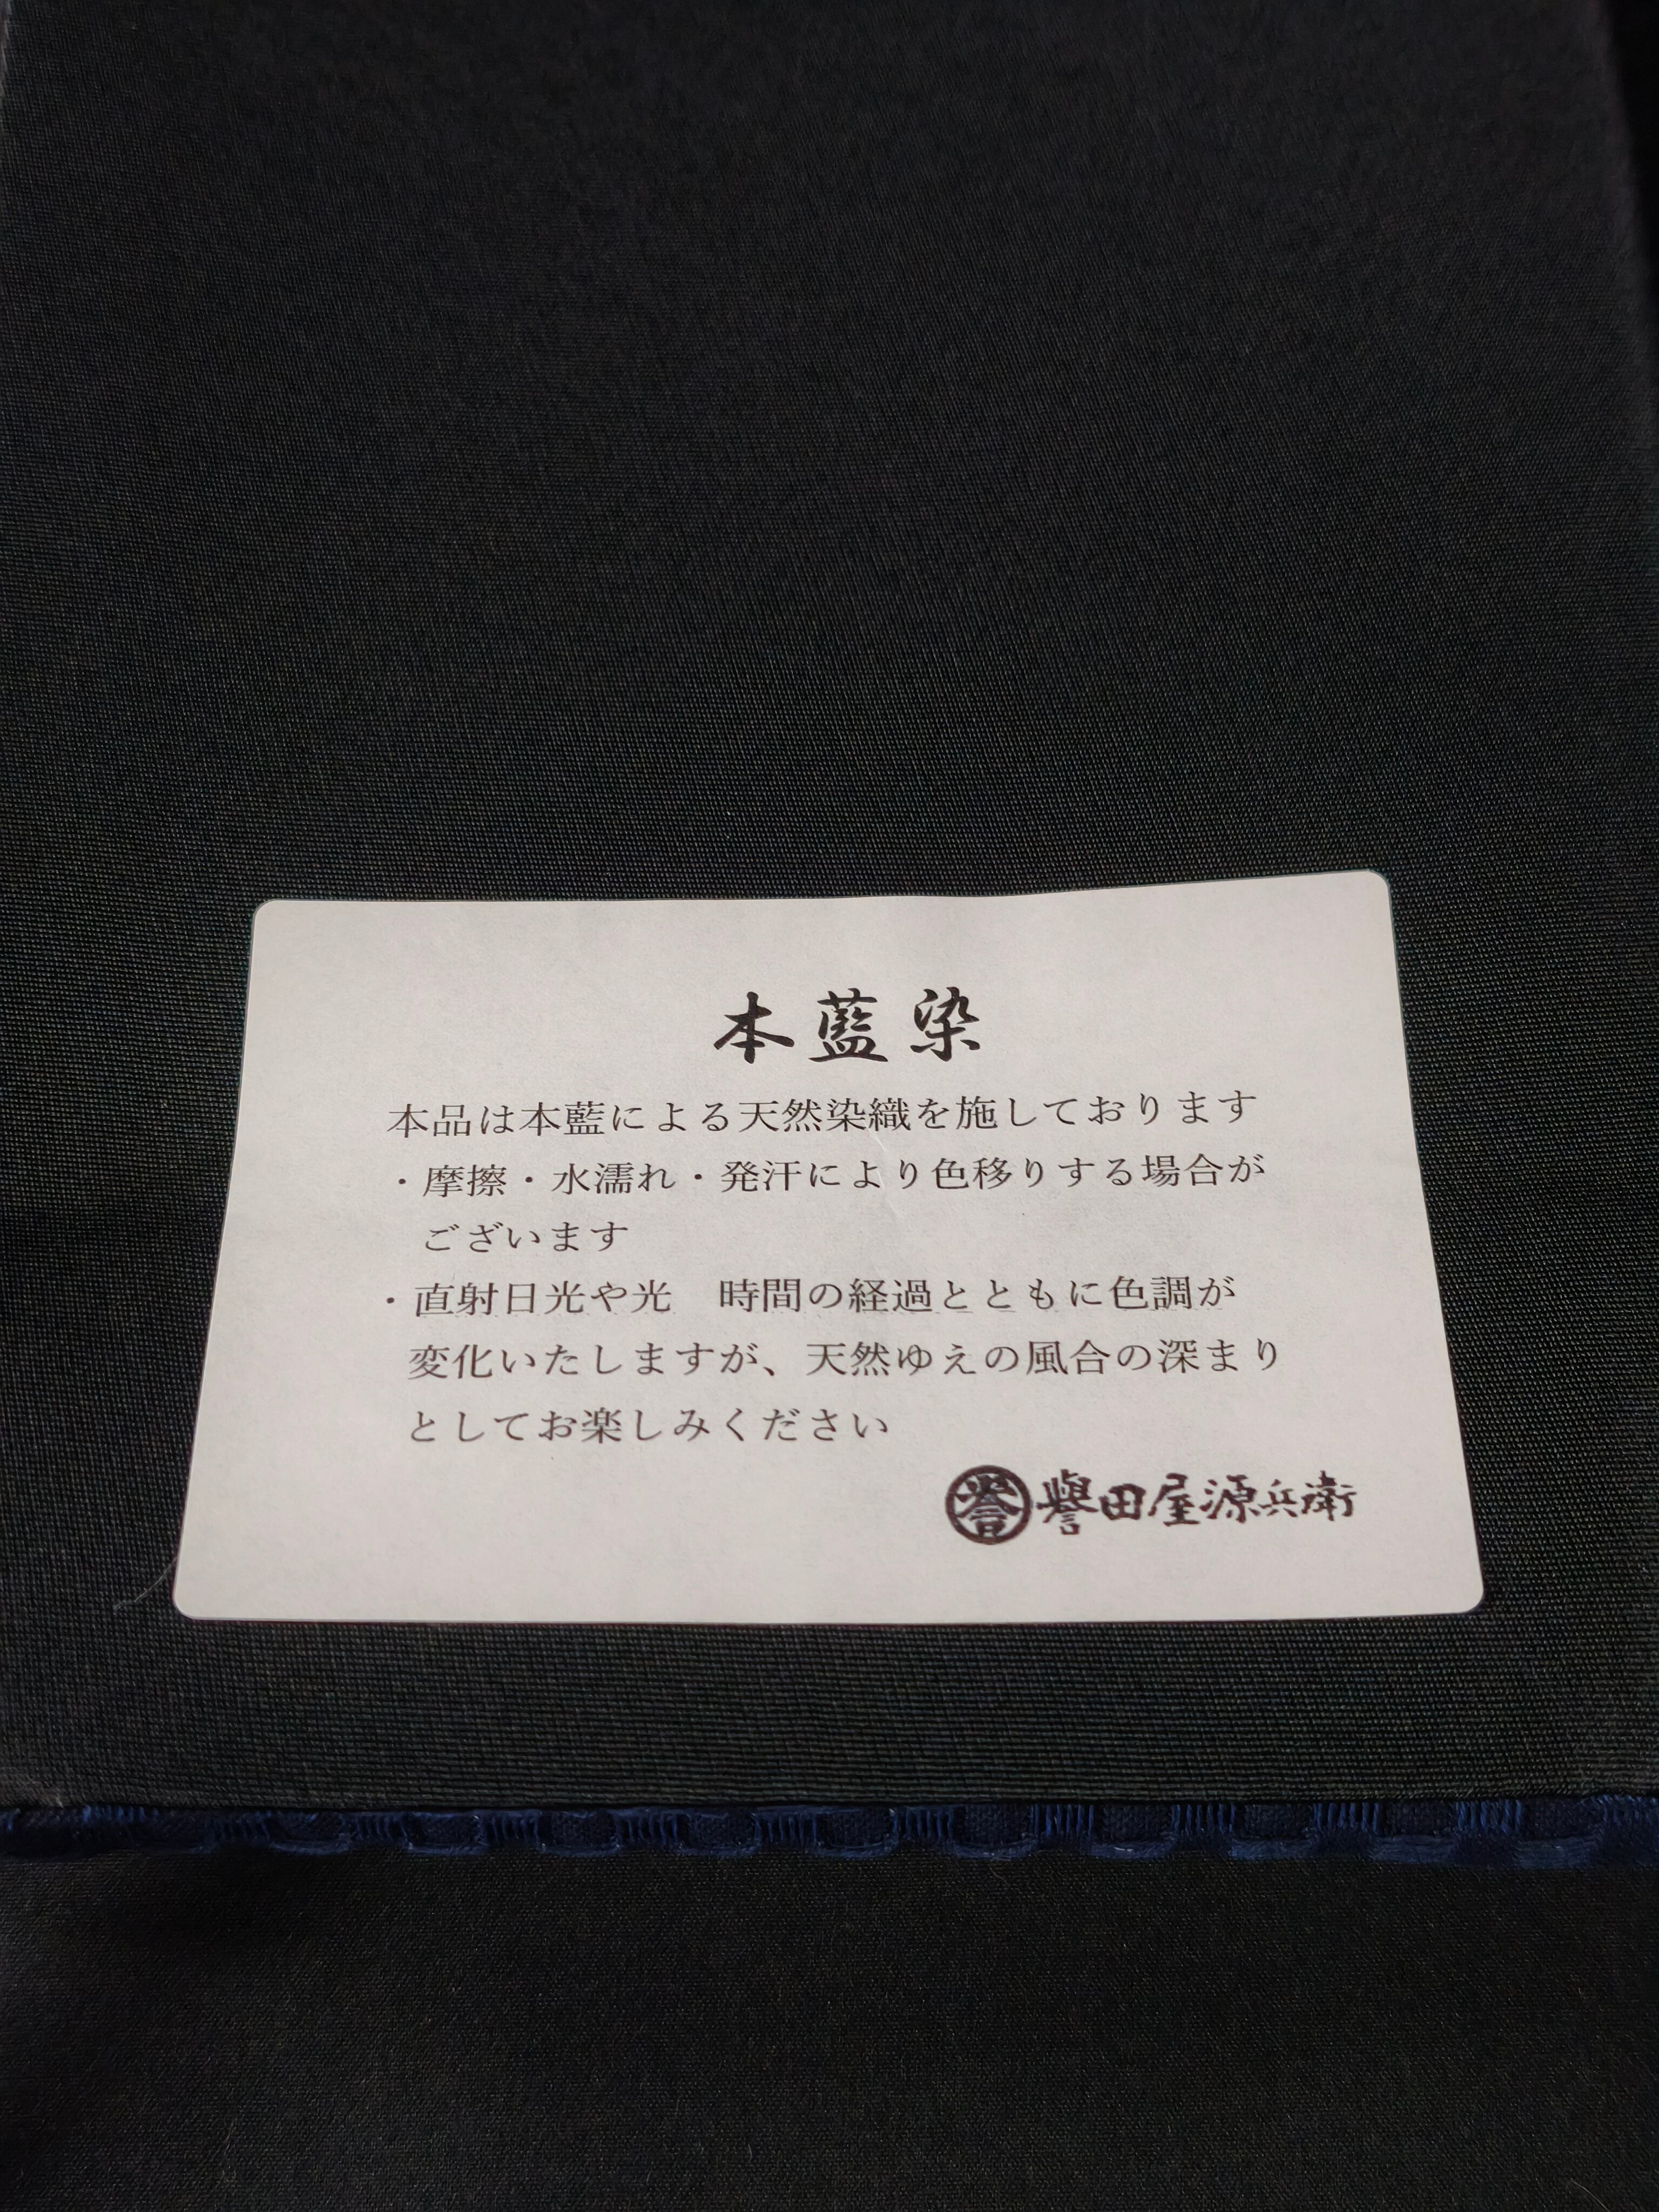 本藍染
本品は本藍による天然染織を施しております
・摩擦・水濡れ・発汗により色移りする場合が
ございます
・直射日光や光　時間の経過とともに色調が
変化いたしますが、天然ゆえの風合の深まり
としてお楽しみください
誉 譽田屋源兵衛